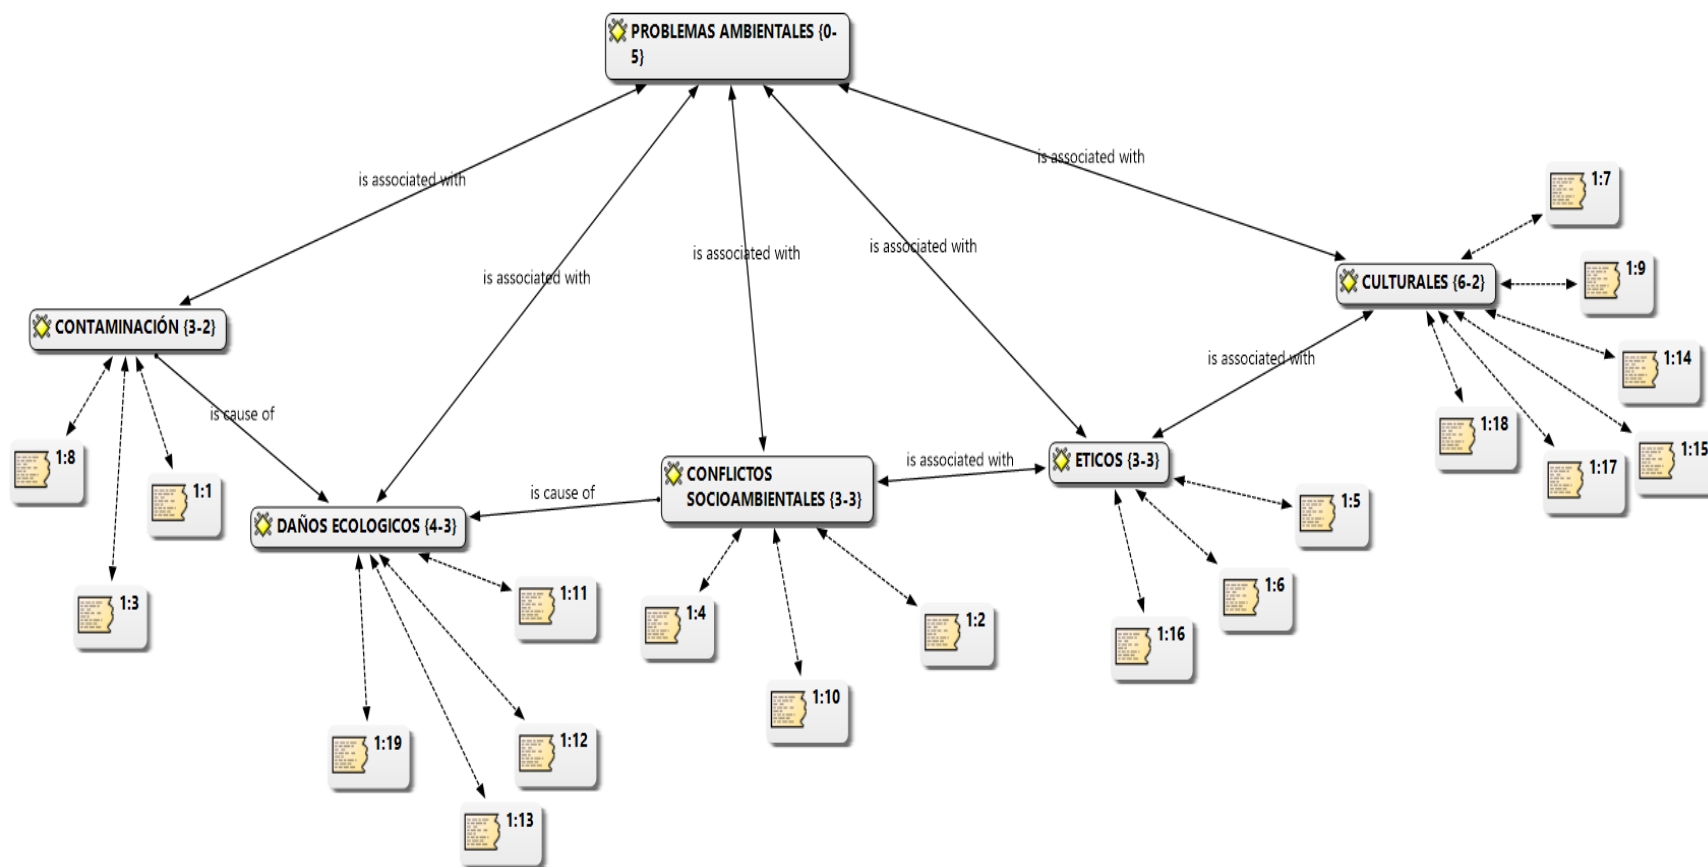 PROBLEMAS AMBIENTALES {0-
5}
is associated with
is associated with
is associated with
is associated with
is associated with
1:7
1:9
CULTURALES {6-2}
CONTAMINACIÓN {3-2}
is associated with
1:14
is cause of
1:18
1:15
1:17
1:8
1:1
ETICOS {3-3}
is associated with
CONFLICTOS
SOCIOAMBIENTALES {3-3}
is cause of
1:5
DAÑOS ECOLOGICOS {4-3}
1:3
1:11
1:4
1:2
1:6
1:16
1:10
1:19
1:12
1:13